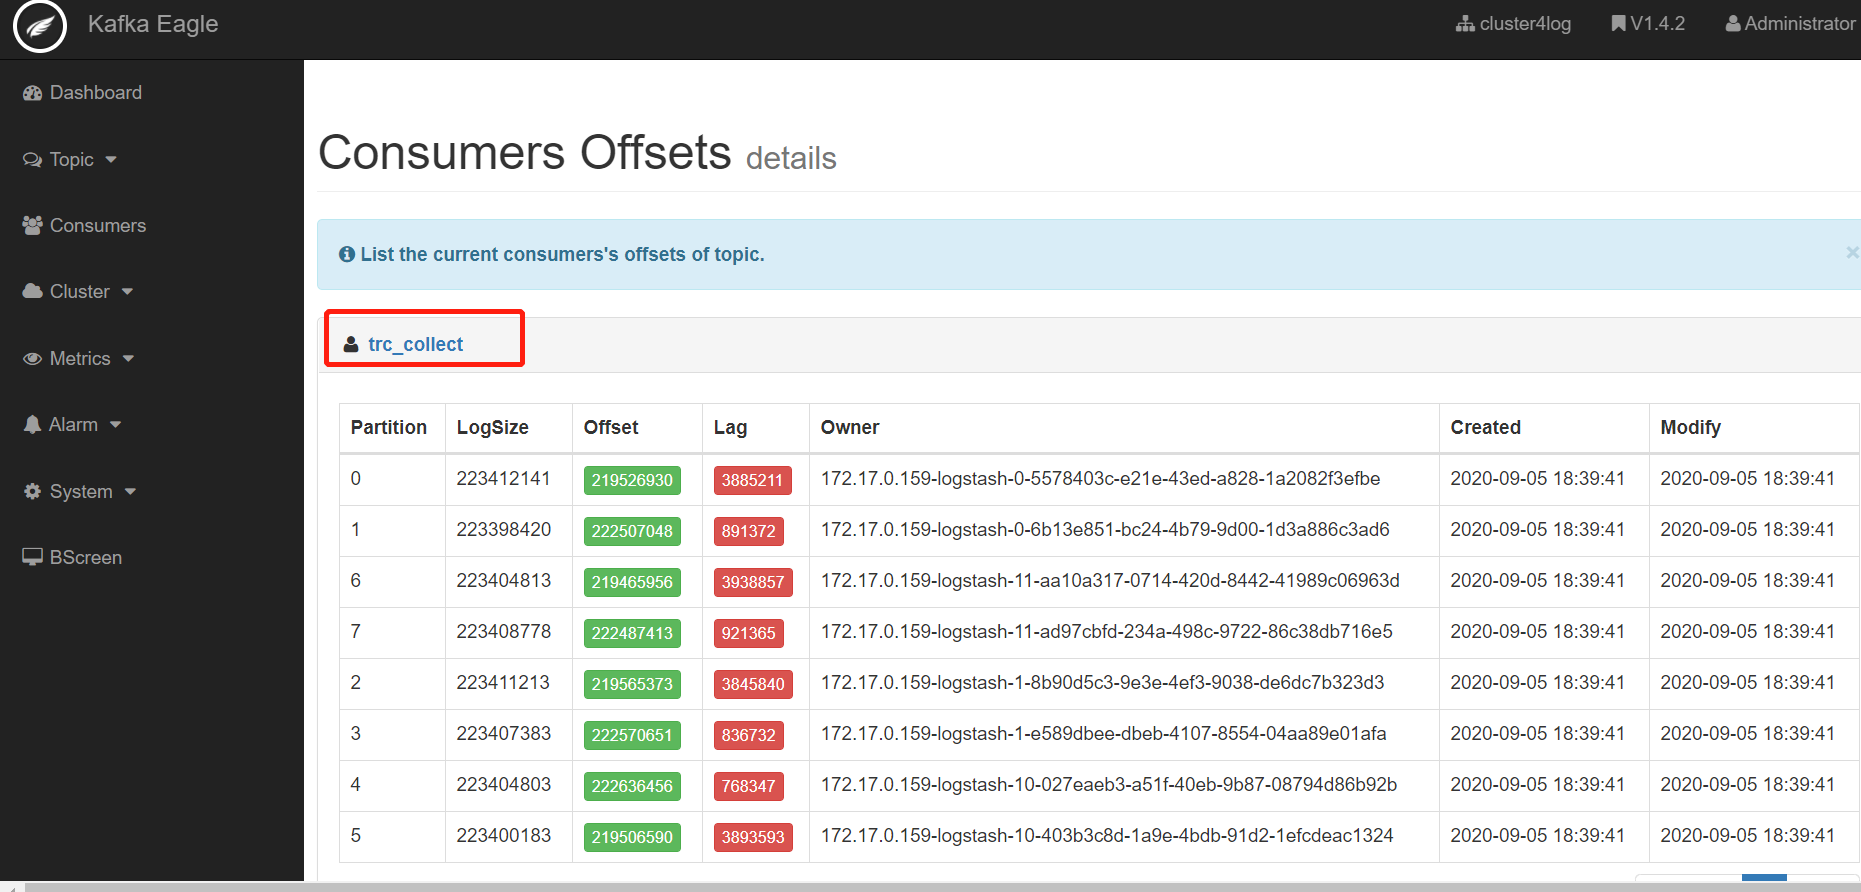 Kafka Eagle
cluster4log V1.4.2 Administrator
Dashboard
Topic
Consumers
Cluster
Metrics
Alarm
System
BScreen
Consumers Offsets details
List the current consumers's offsets of topic. ×
trc_collect
Partition LogSize Offset Lag Owner Created Modify
0 223412141 219526930 3885211 172.17.0.159-logstash-0-5578403c-e21e-43ed-a828-1a2082f3efbe 2020-09-05 18:39:41 2020-09-05 18:39:41
1 223398420 222507048 891372 172.17.0.159-logstash-0-6b13e851-bc24-4b79-9d00-1d3a886c3ad6 2020-09-05 18:39:41 2020-09-05 18:39:41
6 223404813 219465956 3938857 172.17.0.159-logstash-11-aa10a317-0714-420d-8442-41989c06963d 2020-09-05 18:39:41 2020-09-05 18:39:41
7 223408778 222487413 921365 172.17.0.159-logstash-11-ad97cbfd-234a-498c-9722-86c38db716e5 2020-09-05 18:39:41 2020-09-05 18:39:41
2 223411213 219565373 3845840 172.17.0.159-logstash-1-8b90d5c3-9e3e-4ef3-9038-de6dc7b323d3 2020-09-05 18:39:41 2020-09-05 18:39:41
3 223407383 222570651 836732 172.17.0.159-logstash-1-e589dbee-dbeb-4107-8554-04aa89e01afa 2020-09-05 18:39:41 2020-09-05 18:39:41
4 223404803 222636456 768347 172.17.0.159-logstash-10-027eaeb3-a51f-40eb-9b87-08794d86b92b 2020-09-05 18:39:41 2020-09-05 18:39:41
5 223400183 219506590 3893593 172.17.0.159-logstash-10-403b3c8d-1a9e-4bdb-91d2-1efcdeac1324 2020-09-05 18:39:41 2020-09-05 18:39:41